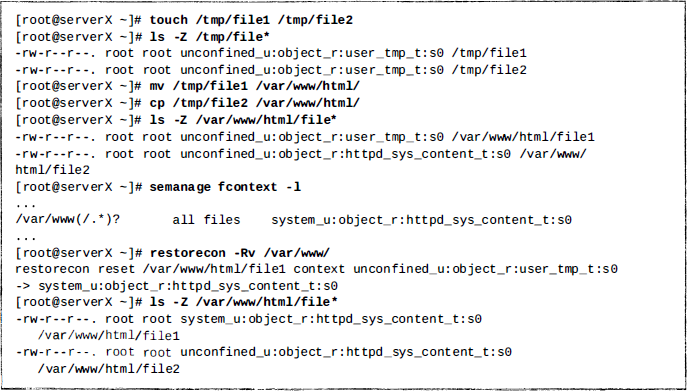 [root@serverX ~]# touch /tmp/file1 /tmp/file2
[root@serverX ~]# ls -Z /tmp/file*
-rw-r--r--. root root unconfined_u:object_r:user_tmp_t:s0 /tmp/file1
-rw-r--r--. root root unconfined_u:object_r:user_tmp_t:s0 /tmp/file2
[root@serverX ~]# mv /tmp/file1 /var/www/html/
[root@serverX ~]# cp /tmp/file2 /var/www/html/
[root@serverX ~]# ls -Z /var/www/html/file*
-rw-r--r--. root root unconfined_u:object_r:user_tmp_t:s0 /var/www/html/file1
-rw-r--r--. root root unconfined_u:object_r:httpd_sys_content_t:s0 /var/www/
html/file2
[root@serverX ~]# semanage fcontext -l
...
/var/www(/.*)?       all files    system_u:object_r:httpd_sys_content_t:s0
...
[root@serverX ~]# restorecon -Rv /var/www/
restorecon reset /var/www/html/file1 context unconfined_u:object_r:user_tmp_t:s0
-> system_u:object_r:httpd_sys_content_t:s0
[root@serverX ~]# ls -Z /var/www/html/file*
-rw-r--r--. root root system_u:object_r:httpd_sys_content_t:s0
/var/www/html/file1
-rw-r--r--. root root unconfined_u:object_r:httpd_sys_content_t:s0
/var/www/html/file2